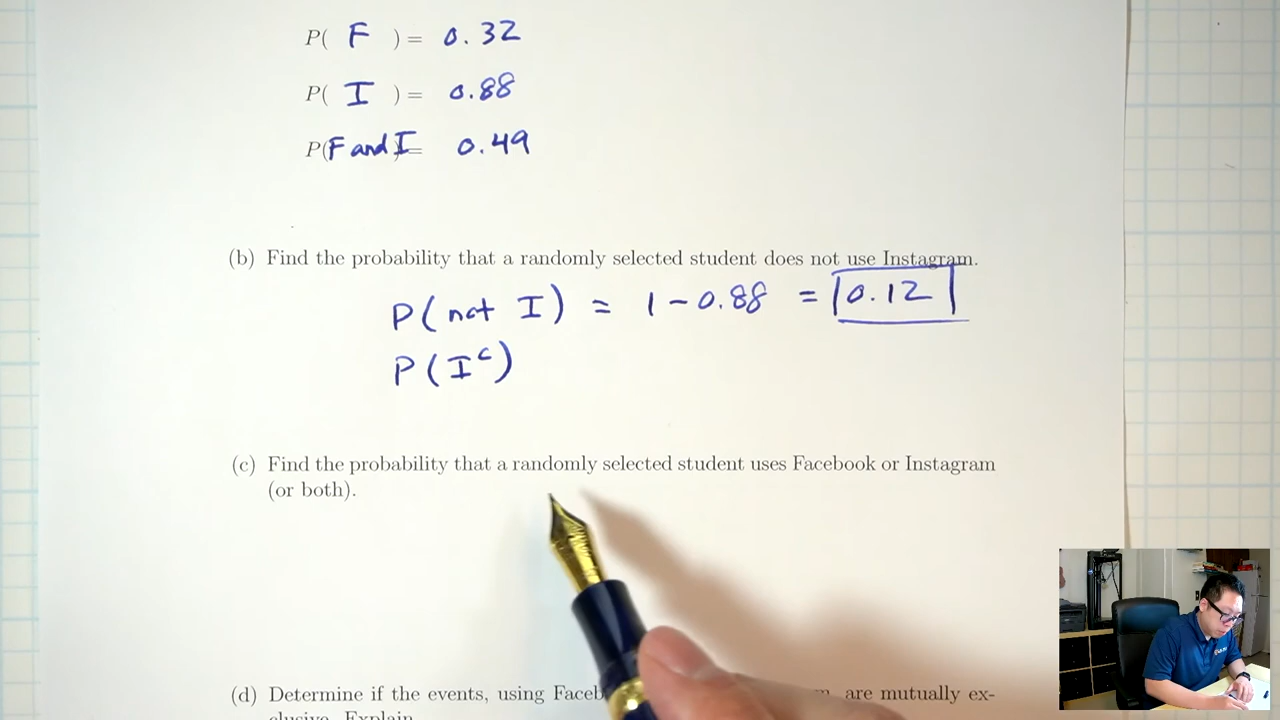 P( F ) = 0.32
P( I ) = 0.88
P(F and I)= 0.49
(b) Find the probability that a randomly selected student does not use Instagram.
P(not I) = 1 - 0.88 = 0.12
P(I^c)
(c) Find the probability that a randomly selected student uses Facebook or Instagram
(or both).
(d) Determine if the events, using are mutually ex-
clusive. Explain